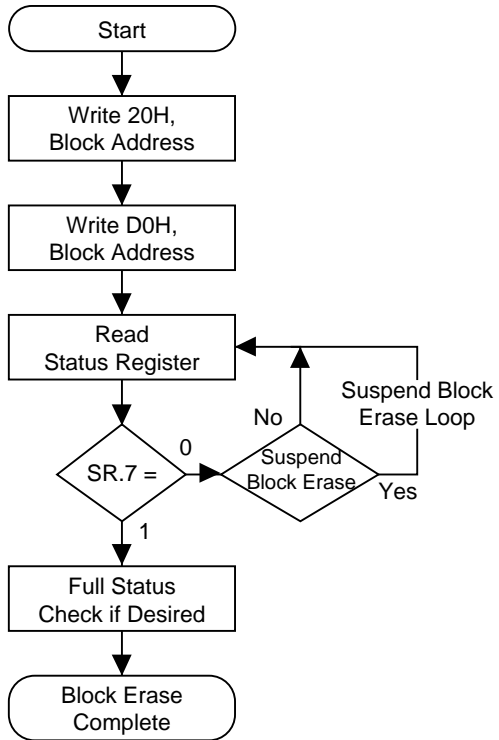 Start
Write 20H,
Block Address
Write D0H,
Block Address
Read
Status Register
Suspend Block
Erase Loop
No
0
SR.7 =
Suspend
Block Erase
Yes
1
Full Status
Check if Desired
Block Erase
Complete